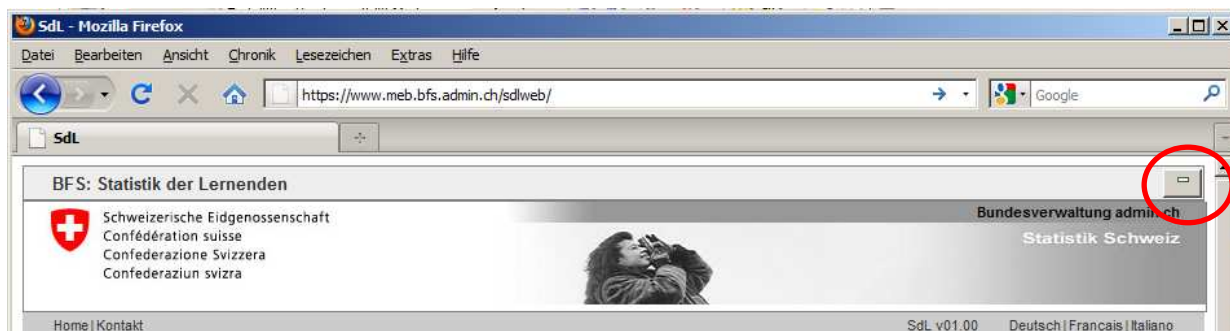 SdL - Mozilla Firefox
Datei Bearbeiten Ansicht Chronik Lesezeichen Extras Hilfe
https://www.meb.bfs.admin.ch/sdlweb/ Google
SdL
BFS: Statistik der Lernenden
Schweizerische Eidgenossenschaft
Confédération suisse
Confederazione Svizzera
Confederaziun svizra
Bundesverwaltung admin.ch
Statistik Schweiz
Home | Kontakt SdL v01.00 Deutsch | Francais | Italiano